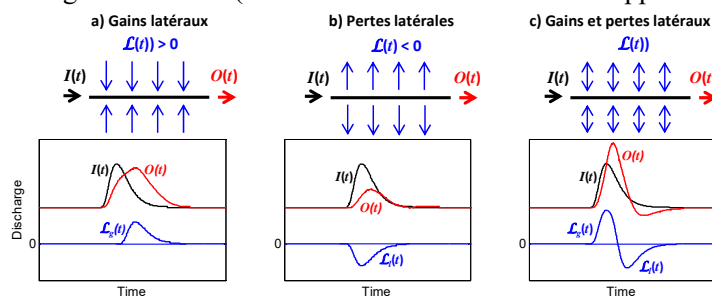 a) Gains latéraux
b) Pertes latérales
c) Gains et pertes latéraux
ℒ(t)) > 0
ℒ(t) < 0
ℒ(t))
I(t)
O(t)
I(t)
O(t)
I(t)
O(t)
I(t)
O(t)
ℒg(t)
I(t)
O(t)
ℒl(t)
O(t)
I(t)
ℒg(t)
ℒl(t)
Discharge
0
0
0
Time
Time
Time